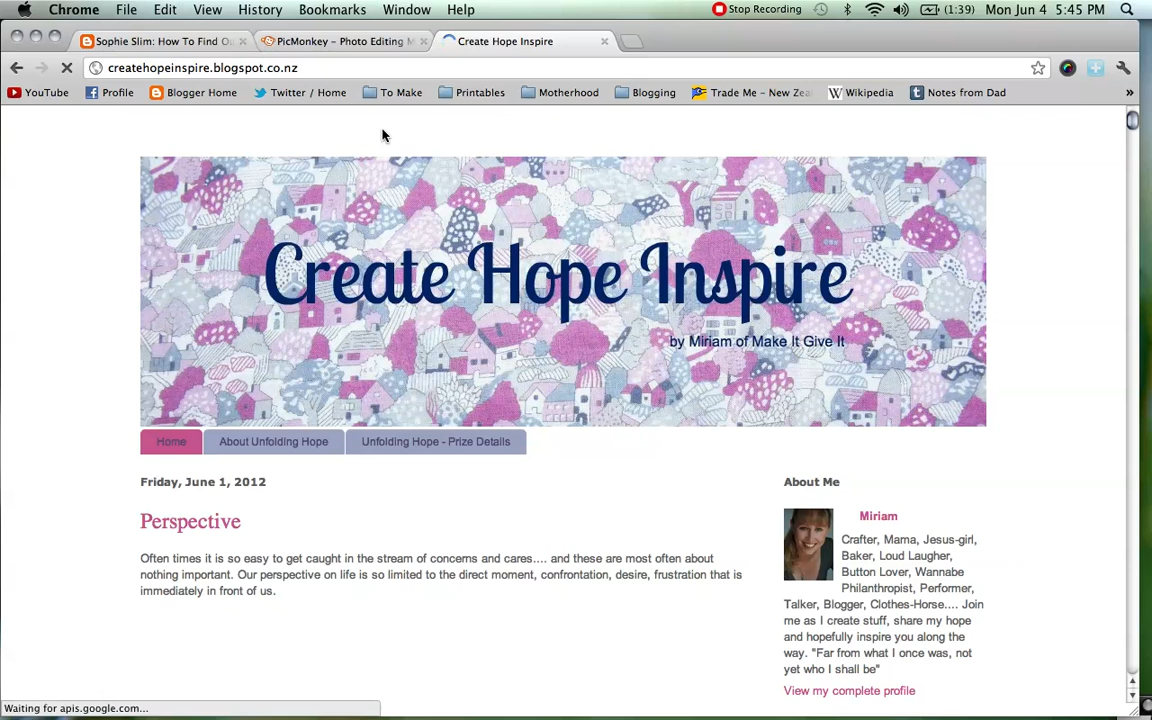 Chrome File Edit View History Bookmarks Window Help Stop Recording (1:39) Mon Jun 4 5:45 PM
Sophie Slim: How To Find Ou PicMonkey – Photo Editing M Create Hope Inspire
createhopeinspire.blogspot.co.nz
YouTube Profile Blogger Home Twitter / Home To Make Printables Motherhood Blogging Trade Me – New Zea Wikipedia Notes from Dad »
Create Hope Inspire
by Miriam of Make It Give It
Home About Unfolding Hope Unfolding Hope - Prize Details
Friday, June 1, 2012
Perspective
Often times it is so easy to get caught in the stream of concerns and cares.... and these are most often about
nothing important. Our perspective on life is so limited to the direct moment, confrontation, desire, frustration that is
immediately in front of us.
About Me
Miriam
Crafter, Mama, Jesus-girl,
Baker, Loud Laugher,
Button Lover, Wannabe
Philanthropist, Performer,
Talker, Blogger, Clothes-Horse.... Join
me as I create stuff, share my hope
and hopefully inspire you along the
way. "Far from what I once was, not
yet who I shall be"
View my complete profile
Waiting for apis.google.com...